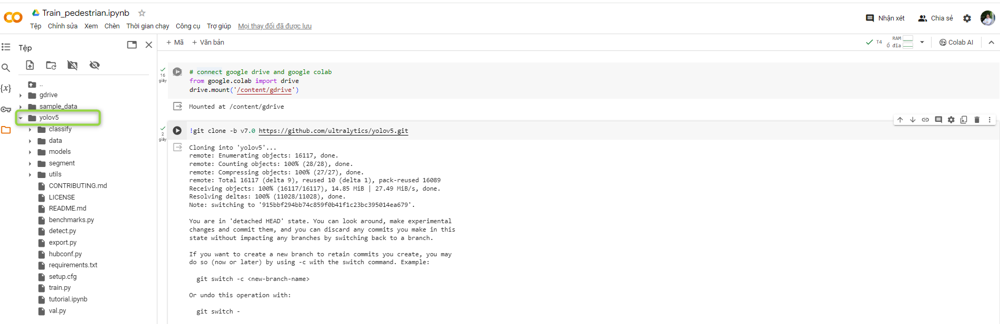 Train_pedestrian.ipynb
Tệp Chỉnh sửa Xem Chèn Thời gian chạy Công cụ Trợ giúp Mọi thay đổi đã được lưu
Nhận xét Chia sẻ
Tệp
..
gdrive
sample_data
yolov5
classify
data
models
segment
utils
CONTRIBUTING.md
LICENSE
README.md
benchmarks.py
detect.py
export.py
hubconf.py
requirements.txt
setup.cfg
train.py
tutorial.ipynb
val.py
+ Mã + Văn bản
T4 RAM
Ổ đĩa
Colab AI
16
giây
# connect google drive and google colab
from google.colab import drive
drive.mount('/content/gdrive')
Mounted at /content/gdrive
2
giây
!git clone -b v7.0 https://github.com/ultralytics/yolov5.git
Cloning into 'yolov5'...
remote: Enumerating objects: 16117, done.
remote: Counting objects: 100% (28/28), done.
remote: Compressing objects: 100% (27/27), done.
remote: Total 16117 (delta 9), reused 10 (delta 1), pack-reused 16089
Receiving objects: 100% (16117/16117), 14.85 MiB | 27.49 MiB/s, done.
Resolving deltas: 100% (11028/11028), done.
Note: switching to '915bbf294bb74c859f0b41f1c23bc395014ea679'.
You are in 'detached HEAD' state. You can look around, make experimental
changes and commit them, and you can discard any commits you make in this
state without impacting any branches by switching back to a branch.
If you want to create a new branch to retain commits you create, you may
do so (now or later) by using -c with the switch command. Example:
git switch -c <new-branch-name>
Or undo this operation with:
git switch -